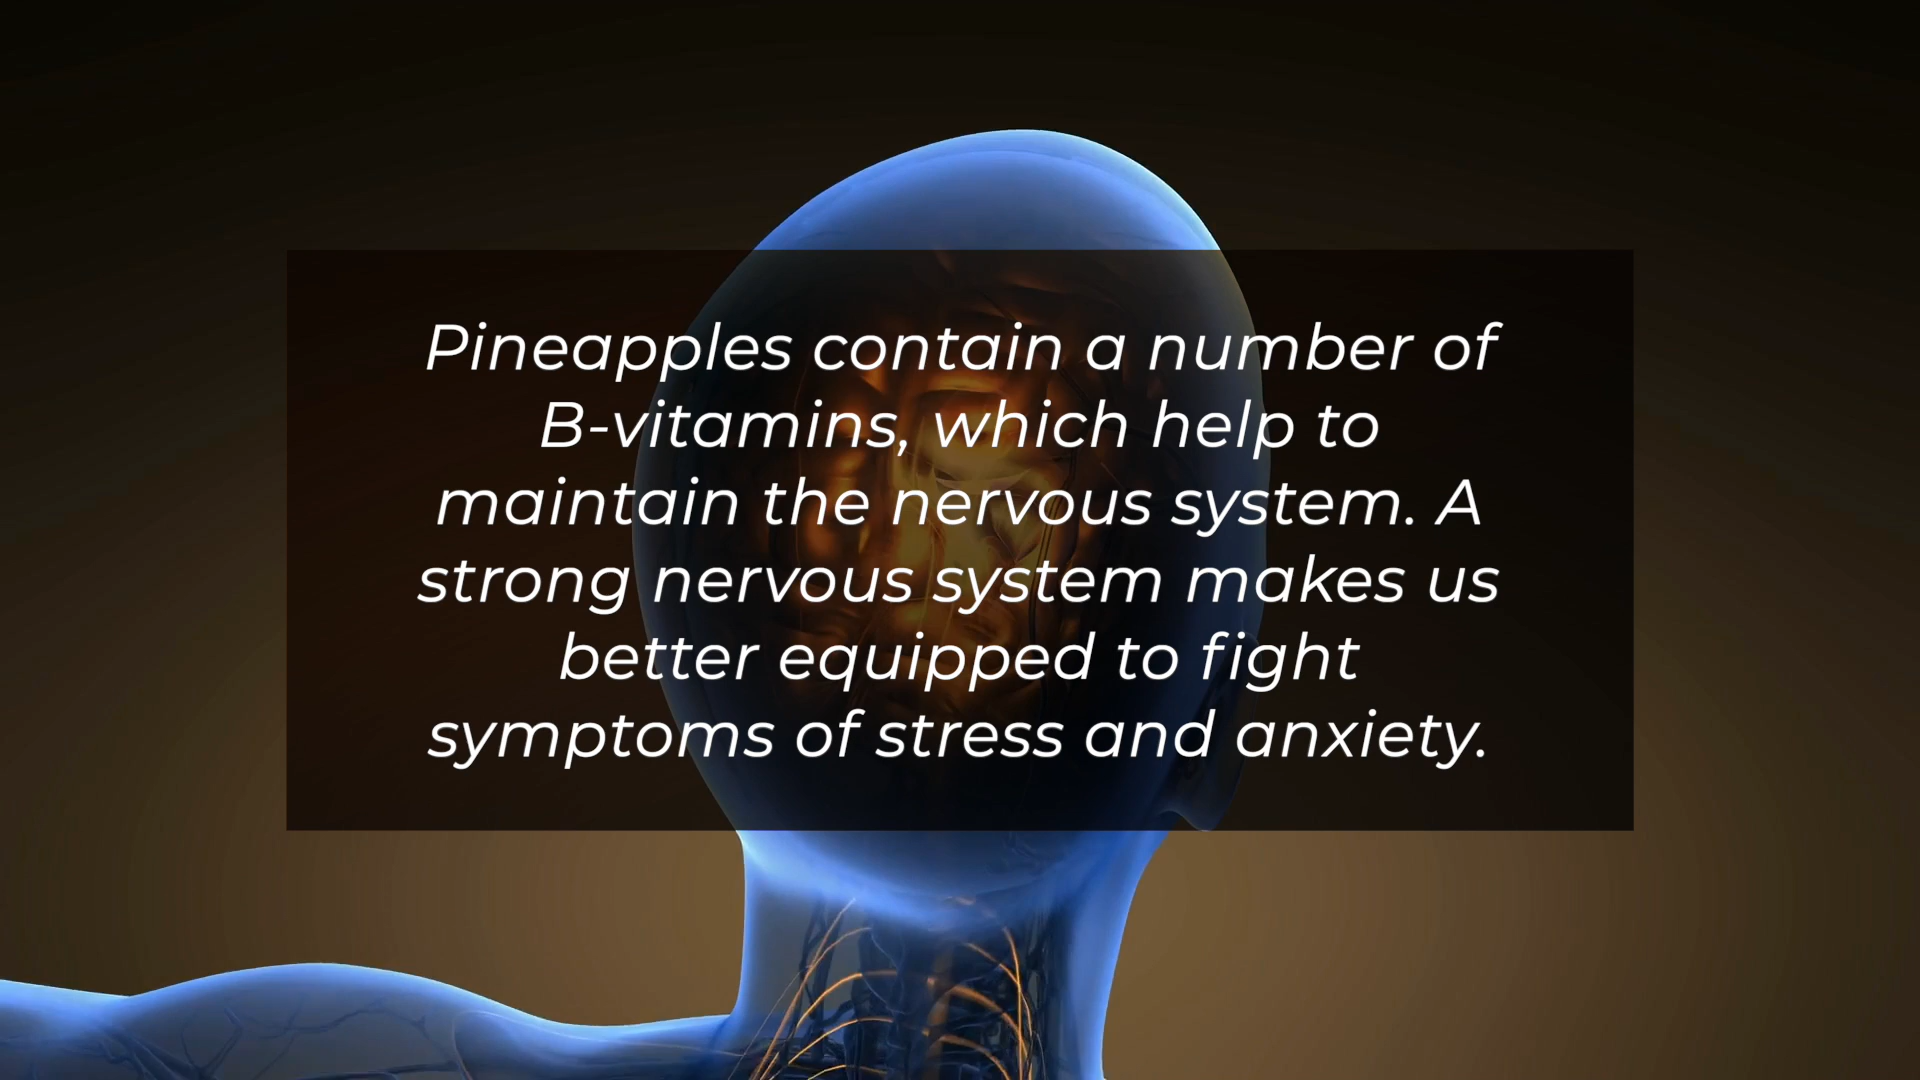 Pineapples contain a number of
B-vitamins, which help to
maintain the nervous system. A
strong nervous system makes us
better equipped to fight
symptoms of stress and anxiety.